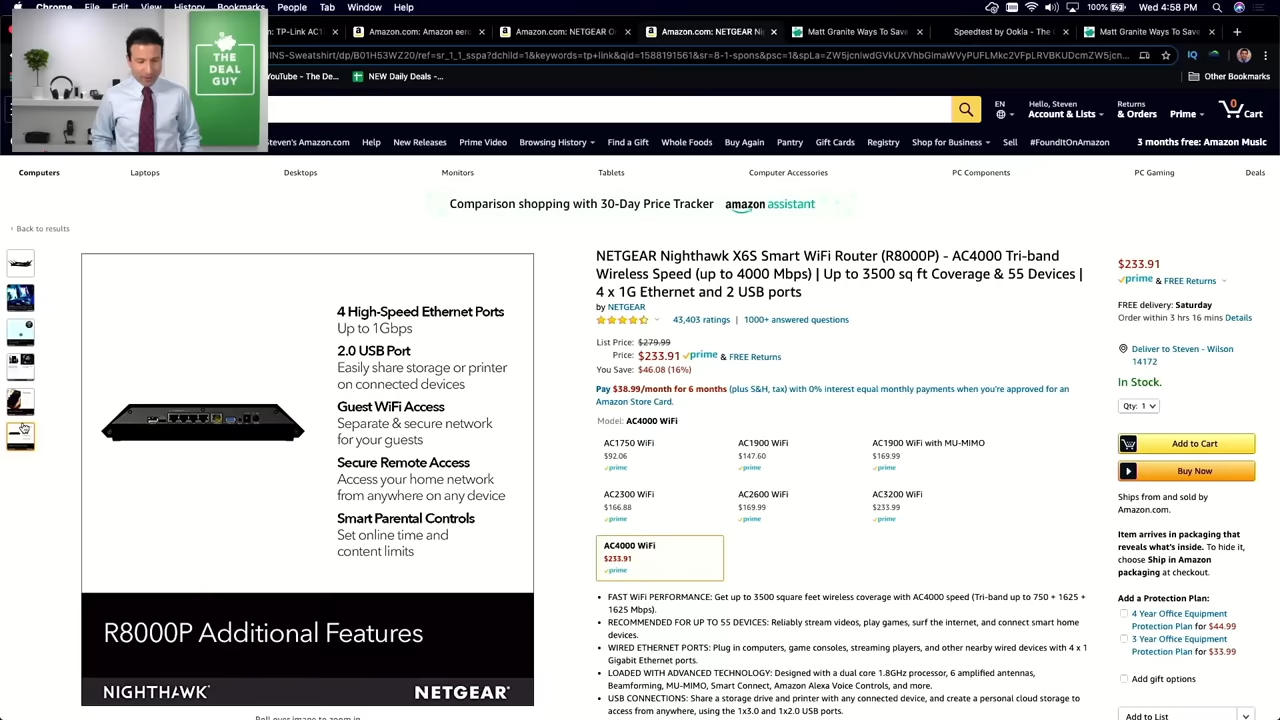 Chrome File Edit View History Bookmarks People Tab Window Help
100% Wed 4:58 PM
: TP-Link AC1
Amazon.com: Amazon eero
Amazon.com: NETGEAR O
Amazon.com: NETGEAR Ni
Matt Granite Ways To Save
Speedtest by Ookla - The G
Matt Granite Ways To Save
YouTube - The De...
NEW Daily Deals -...
Other Bookmarks
THE
DEAL
GUY
EN
Hello, Steven
Account & Lists
Returns
& Orders
Prime
0
Cart
Steven's Amazon.com Help New Releases Prime Video Browsing History Find a Gift Whole Foods Buy Again Pantry Gift Cards Registry Shop for Business Sell #FoundItOnAmazon
3 months free: Amazon Music
Computers Laptops Desktops Monitors Tablets Computer Accessories PC Components PC Gaming Deals
Comparison shopping with 30-Day Price Tracker amazon assistant
‹ Back to results
4 High-Speed Ethernet Ports
Up to 1Gbps
2.0 USB Port
Easily share storage or printer
on connected devices
Guest WiFi Access
Separate & secure network
for your guests
Secure Remote Access
Access your home network
from anywhere on any device
Smart Parental Controls
Set online time and
content limits
R8000P Additional Features
NIGHTHAWK
NETGEAR
Roll over image to zoom in
NETGEAR Nighthawk X6S Smart WiFi Router (R8000P) - AC4000 Tri-band
Wireless Speed (up to 4000 Mbps) | Up to 3500 sq ft Coverage & 55 Devices |
4 x 1G Ethernet and 2 USB ports
by NETGEAR
43,403 ratings | 1000+ answered questions
List Price: $279.99
Price: $233.91 prime & FREE Returns
You Save: $46.08 (16%)
Pay $38.99/month for 6 months (plus S&H, tax) with 0% interest equal monthly payments when you're approved for an
Amazon Store Card.
Model: AC4000 WiFi
AC1750 WiFi
$92.06
prime
AC1900 WiFi
$147.60
prime
AC1900 WiFi with MU-MIMO
$169.99
prime
AC2300 WiFi
$166.88
prime
AC2600 WiFi
$169.99
prime
AC3200 WiFi
$233.99
prime
AC4000 WiFi
$233.91
prime
• FAST WIFI PERFORMANCE: Get up to 3500 square feet wireless coverage with AC4000 speed (Tri-band up to 750 + 1625 +
1625 Mbps).
• RECOMMENDED FOR UP TO 55 DEVICES: Reliably stream videos, play games, surf the internet, and connect smart home
devices.
• WIRED ETHERNET PORTS: Plug in computers, game consoles, streaming players, and other nearby wired devices with 4 x 1
Gigabit Ethernet ports.
• LOADED WITH ADVANCED TECHNOLOGY: Designed with a dual core 1.8GHz processor, 6 amplified antennas,
Beamforming, MU-MIMO, Smart Connect, Amazon Alexa Voice Controls, and more.
• USB CONNECTIONS: Share a storage drive and printer with any connected device, and create a personal cloud storage to
access from anywhere, using the 1x3.0 and 1x2.0 USB ports.
$233.91
prime & FREE Returns
FREE delivery: Saturday
Order within 3 hrs 16 mins Details
Deliver to Steven - Wilson
14172
In Stock.
Qty: 1
Add to Cart
Buy Now
Ships from and sold by
Amazon.com.
Item arrives in packaging that
reveals what's inside. To hide it,
choose Ship in Amazon
packaging at checkout.
Add a Protection Plan:
4 Year Office Equipment
Protection Plan for $44.99
3 Year Office Equipment
Protection Plan for $33.99
Add gift options
Add to List